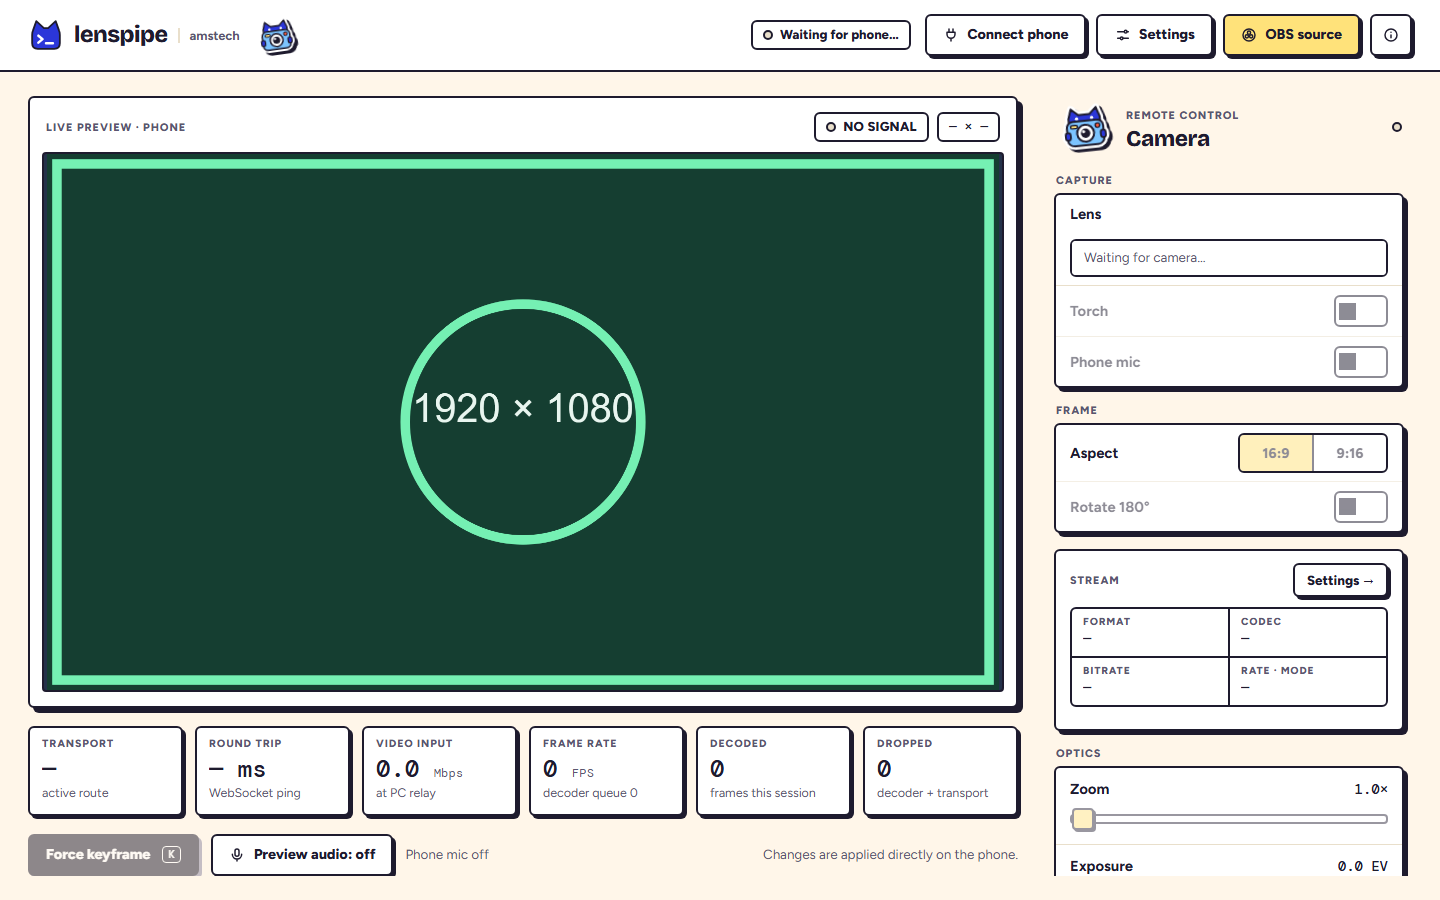 lenspipe
amstech
Waiting for phone...
Connect phone
Settings
OBS source
LIVE PREVIEW · PHONE
NO SIGNAL
– × –
1920 × 1080
TRANSPORT
–
active route
ROUND TRIP
– ms
WebSocket ping
VIDEO INPUT
0.0 Mbps
at PC relay
FRAME RATE
0 FPS
decoder queue 0
DECODED
0
frames this session
DROPPED
0
decoder + transport
Force keyframe K
Preview audio: off
Phone mic off
Changes are applied directly on the phone.
REMOTE CONTROL
Camera
CAPTURE
Lens
Waiting for camera...
Torch
Phone mic
FRAME
Aspect
16:9
9:16
Rotate 180°
STREAM
Settings →
FORMAT
–
CODEC
–
BITRATE
–
RATE · MODE
–
OPTICS
Zoom
1.0×
Exposure
0.0 EV